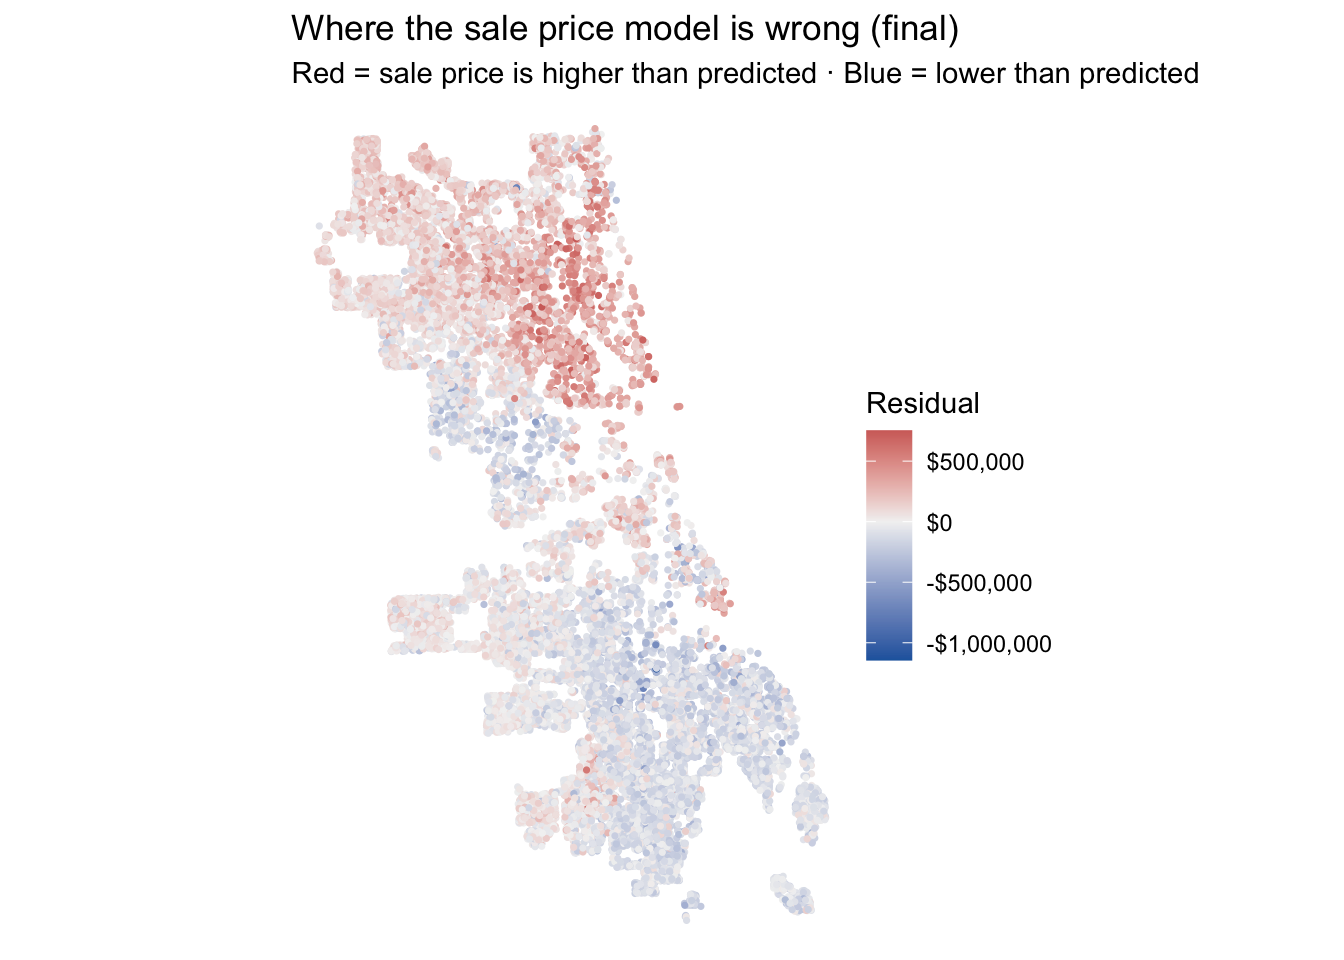 Where the sale price model is wrong (final)
Red = sale price is higher than predicted · Blue = lower than predicted
Residual
$500,000
$0
-$500,000
-$1,000,000